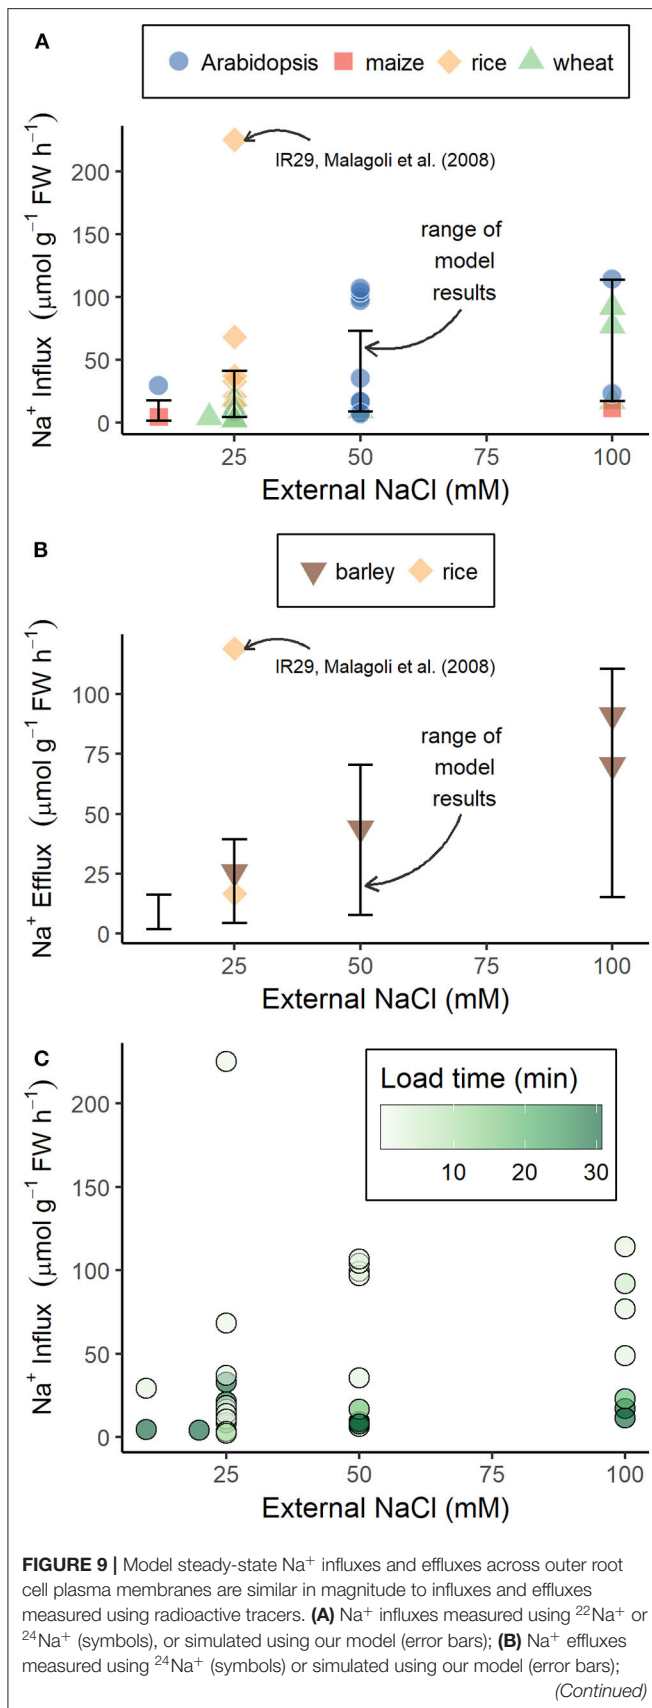 A
Arabidopsis maize rice wheat
Na⁺ Influx (µmol g⁻¹ FW h⁻¹)
200
150
100
50
0
IR29, Malagoli et al. (2008)
range of
model
results
25 50 75 100
External NaCl (mM)
B
barley rice
Na⁺ Efflux (µmol g⁻¹ FW h⁻¹)
100
75
50
25
0
IR29, Malagoli et al. (2008)
range of
model
results
25 50 75 100
External NaCl (mM)
C
Na⁺ Influx (µmol g⁻¹ FW h⁻¹)
200
150
100
50
0
Load time (min)
10 20 30
25 50 75 100
External NaCl (mM)
FIGURE 9 | Model steady-state Na⁺ influxes and effluxes across outer root
cell plasma membranes are similar in magnitude to influxes and effluxes
measured using radioactive tracers. (A) Na⁺ influxes measured using ²²Na⁺ or
²⁴Na⁺ (symbols), or simulated using our model (error bars); (B) Na⁺ effluxes
measured using ²⁴Na⁺ (symbols) or simulated using our model (error bars);
(Continued)